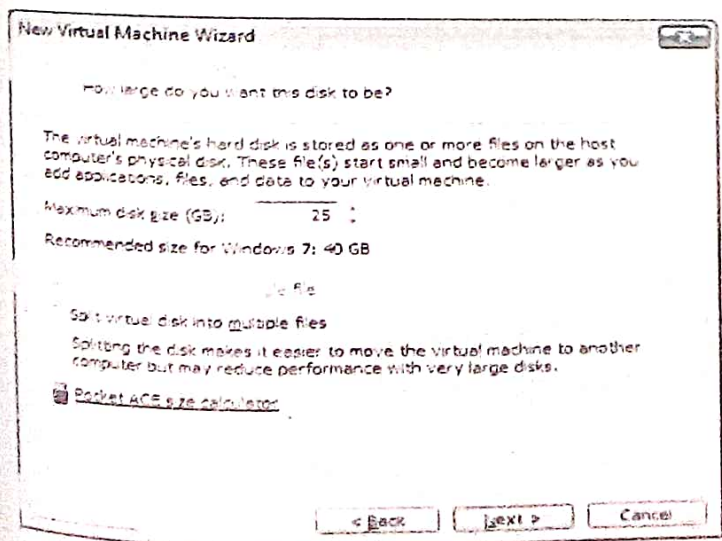 New Virtual Machine Wizard
How large do you want this disk to be?
The virtual machine's hard disk is stored as one or more files on the host
computer's physical disk. These file(s) start small and become larger as you
add applications, files, and data to your virtual machine.
Maximum disk size (GB): 25
Recommended size for Windows 7: 40 GB
file
Split virtual disk into multiple files
Splitting the disk makes it easier to move the virtual machine to another
computer but may reduce performance with very large disks.
Pocket ACE size calculator
< Back Next > Cancel